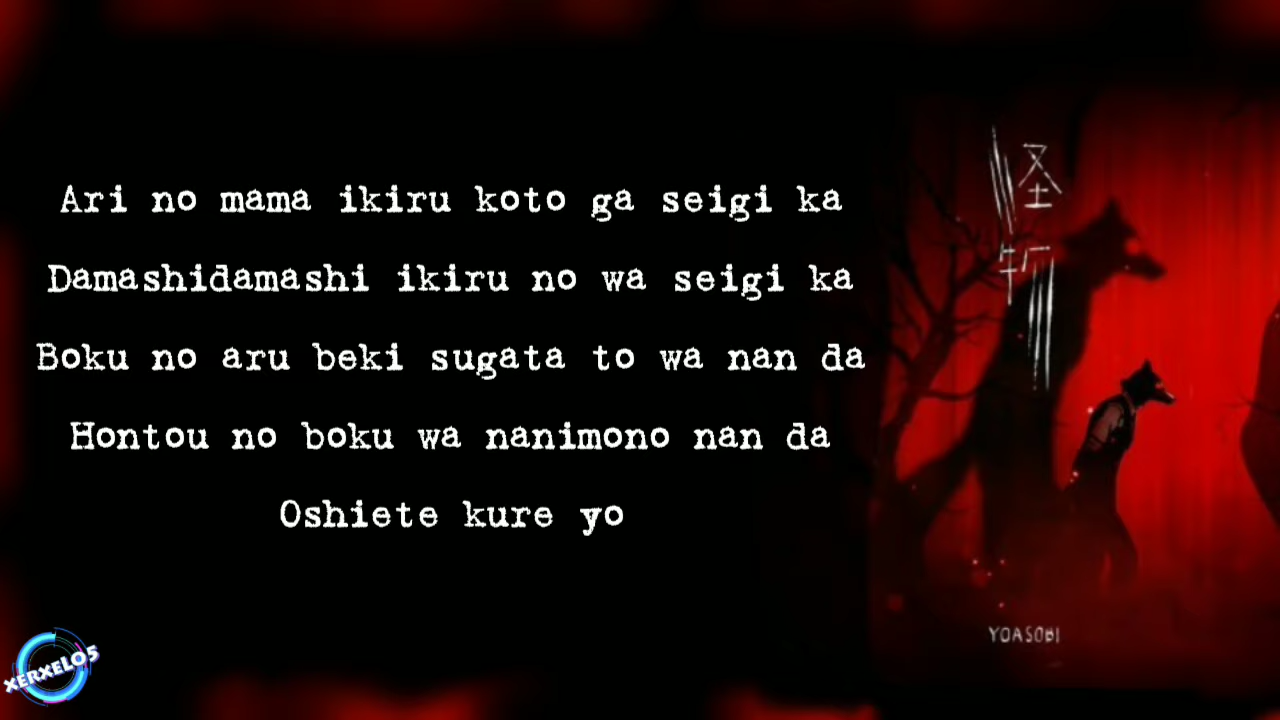 Ari no mama ikiru koto ga seigi ka
Damashidamashi ikiru no wa seigi ka
Boku no aru beki sugata to wa nan da
Hontou no boku wa nanimono nan da
Oshiete kure yo
怪物
YOASOBI
XERXELO5